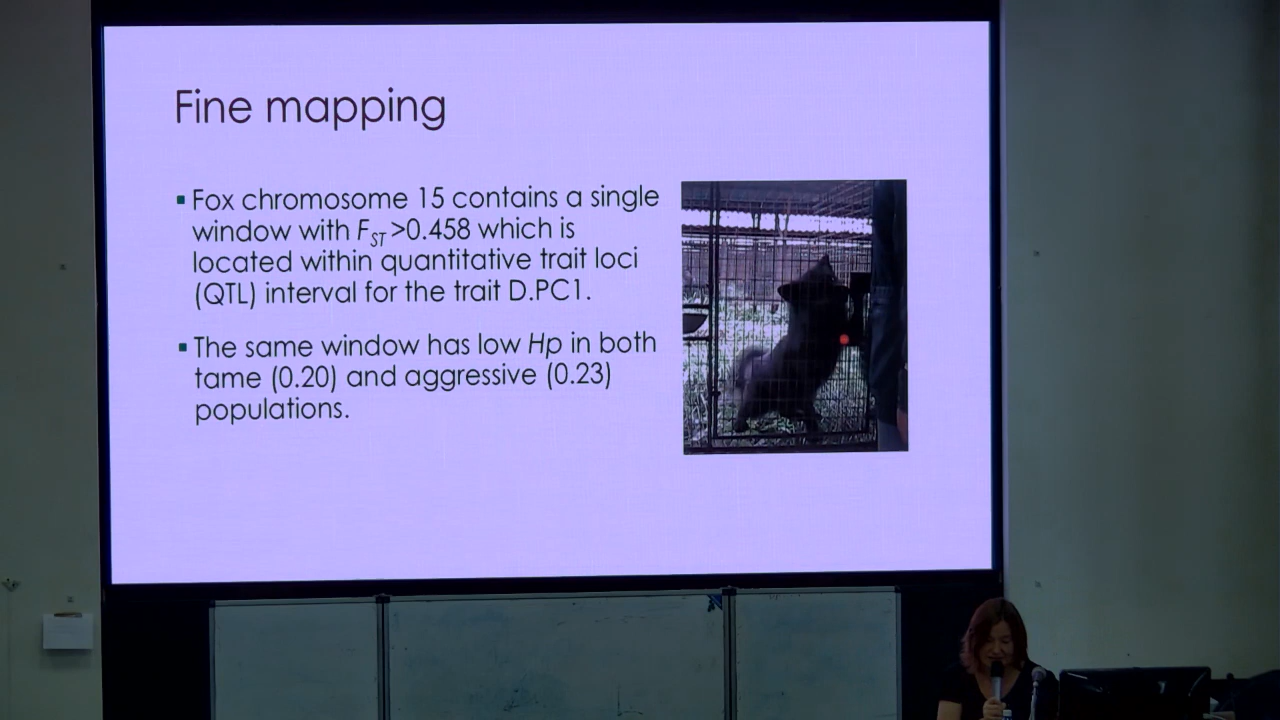 Fine mapping
▪ Fox chromosome 15 contains a single
window with FST >0.458 which is
located within quantitative trait loci
(QTL) interval for the trait D.PC1.
▪ The same window has low Hp in both
tame (0.20) and aggressive (0.23)
populations.